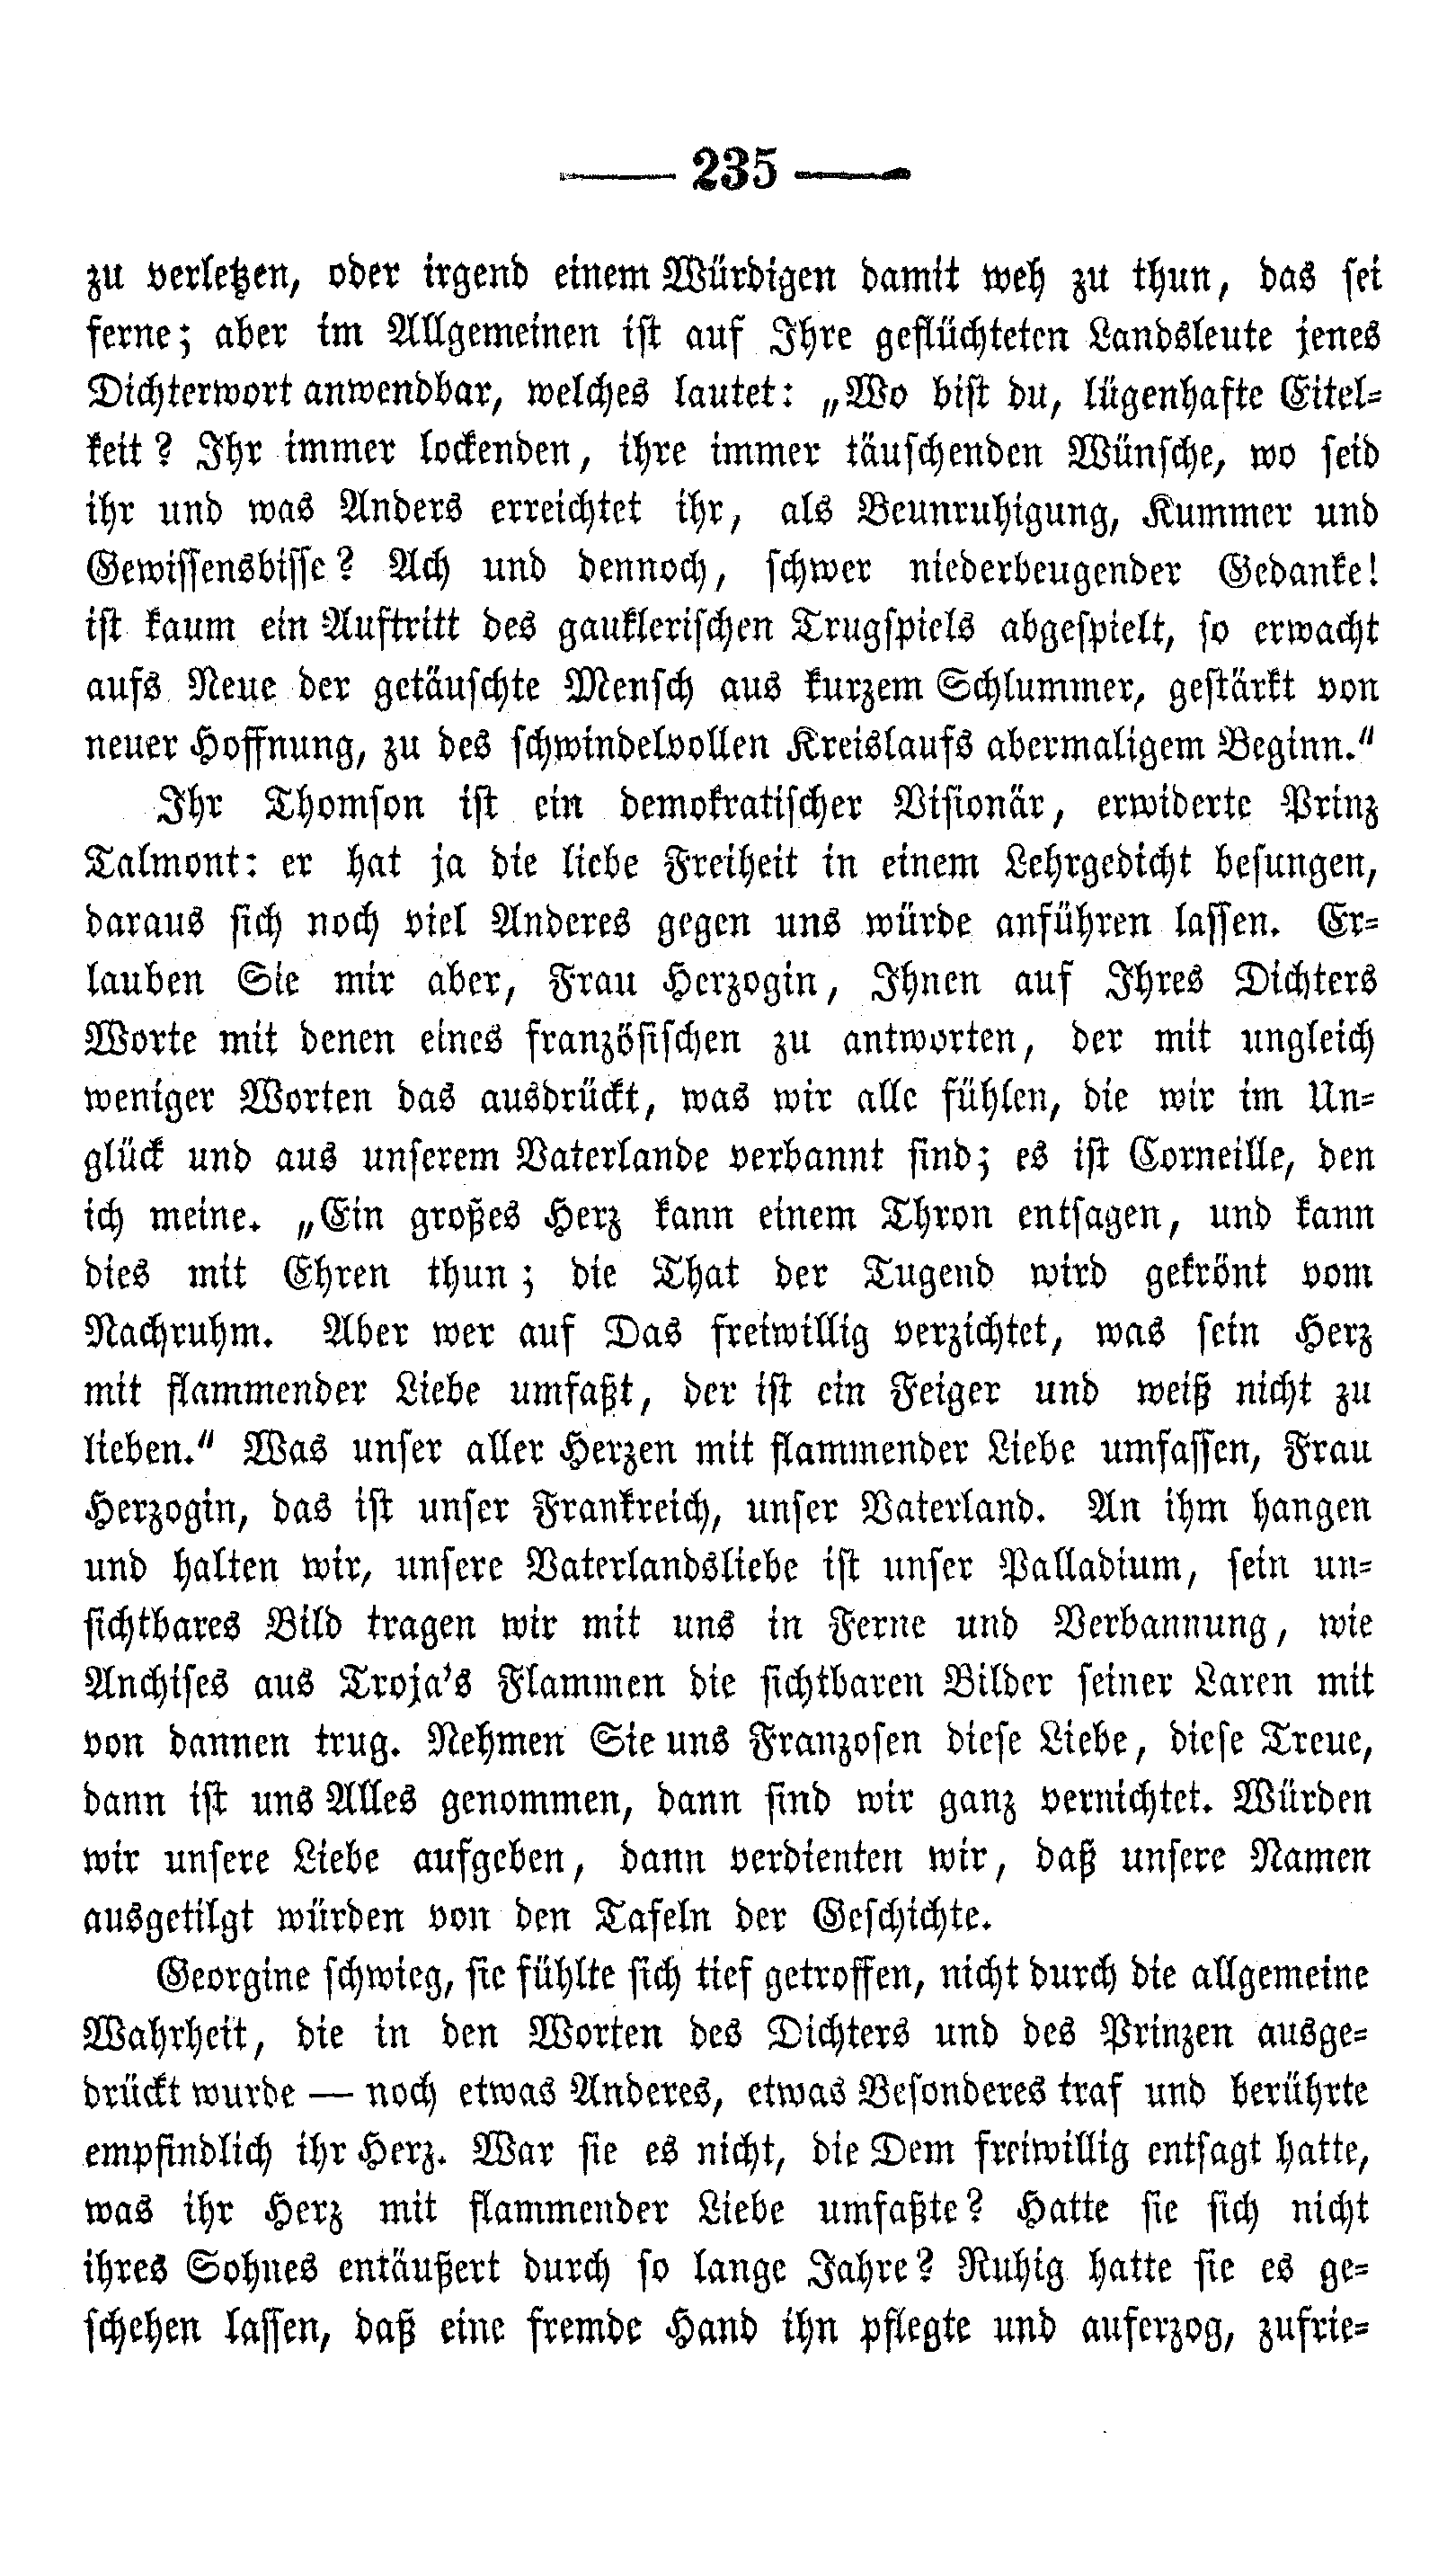 — 235 —
zu verletzen, oder irgend einem Würdigen damit weh zu thun, das sei
ferne; aber im Allgemeinen ist auf Ihre geflüchteten Landsleute jenes
Dichterwort anwendbar, welches lautet: „Wo bist du, lügenhafte Eitel-
keit? Ihr immer lockenden, ihre immer täuschenden Wünsche, wo seid
ihr und was Anders erreichtet ihr, als Beunruhigung, Kummer und
Gewissensbisse? Ach und dennoch, schwer niederbeugender Gedanke!
ist kaum ein Auftritt des gauklerischen Trugspiels abgespielt, so erwacht
aufs Neue der getäuschte Mensch aus kurzem Schlummer, gestärkt von
neuer Hoffnung, zu des schwindelvollen Kreislaufs abermaligem Beginn."
Ihr Thomson ist ein demokratischer Visionär, erwiderte Prinz
Talmont: er hat ja die liebe Freiheit in einem Lehrgedicht besungen,
daraus sich noch viel Anderes gegen uns würde anführen lassen. Er-
lauben Sie mir aber, Frau Herzogin, Ihnen auf Ihres Dichters
Worte mit denen eines französischen zu antworten, der mit ungleich
weniger Worten das ausdrückt, was wir alle fühlen, die wir im Un-
glück und aus unserem Vaterlande verbannt sind; es ist Corneille, den
ich meine. „Ein großes Herz kann einem Thron entsagen, und kann
dies mit Ehren thun; die That der Tugend wird gekrönt vom
Nachruhm. Aber wer auf Das freiwillig verzichtet, was sein Herz
mit flammender Liebe umfaßt, der ist ein Feiger und weiß nicht zu
lieben." Was unser aller Herzen mit flammender Liebe umfassen, Frau
Herzogin, das ist unser Frankreich, unser Vaterland. An ihm hangen
und halten wir, unsere Vaterlandsliebe ist unser Palladium, sein un-
sichtbares Bild tragen wir mit uns in Ferne und Verbannung, wie
Anchises aus Troja's Flammen die sichtbaren Bilder seiner Laren mit
von dannen trug. Nehmen Sie uns Franzosen diese Liebe, diese Treue,
dann ist uns Alles genommen, dann sind wir ganz vernichtet. Würden
wir unsere Liebe aufgeben, dann verdienten wir, daß unsere Namen
ausgetilgt würden von den Tafeln der Geschichte.
Georgine schwieg, sie fühlte sich tief getroffen, nicht durch die allgemeine
Wahrheit, die in den Worten des Dichters und des Prinzen ausge-
drückt wurde — noch etwas Anderes, etwas Besonderes traf und berührte
empfindlich ihr Herz. War sie es nicht, die Dem freiwillig entsagt hatte,
was ihr Herz mit flammender Liebe umfaßte? Hatte sie sich nicht
ihres Sohnes entäußert durch so lange Jahre? Ruhig hatte sie es ge-
schehen lassen, daß eine fremde Hand ihn pflegte und auferzog, zufrie-